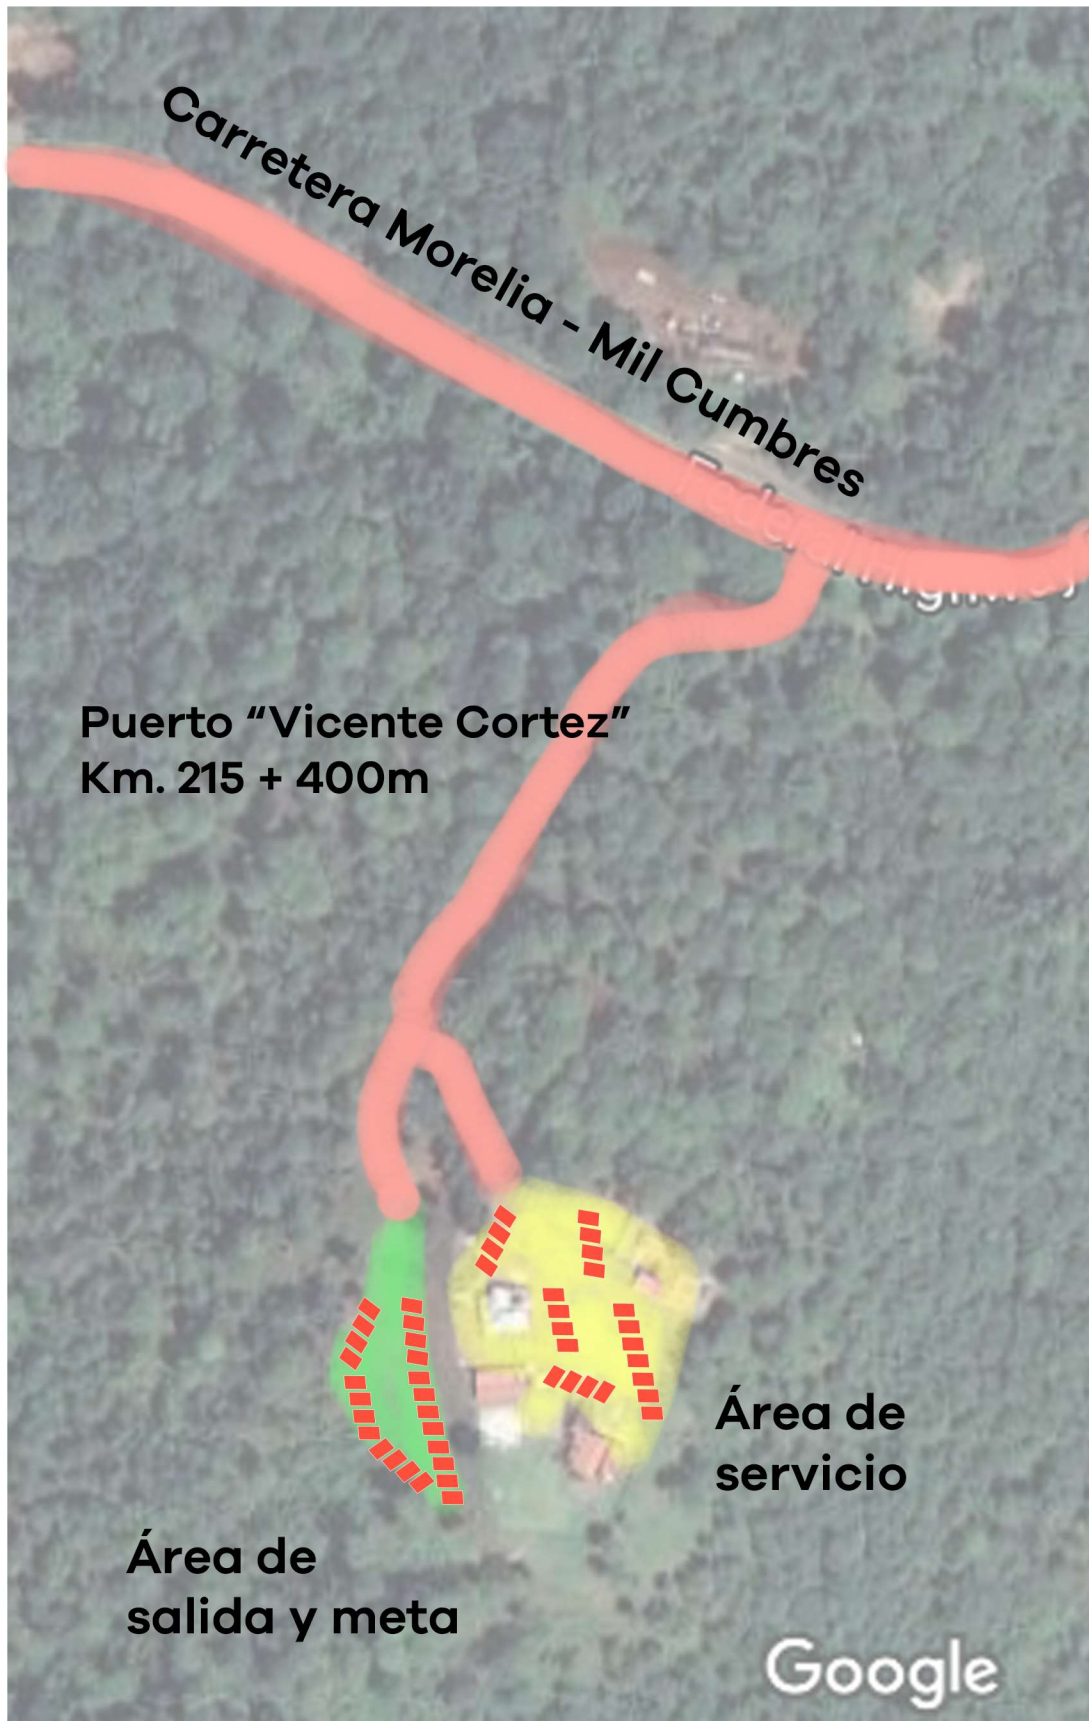 Carretera Morelia - Mil Cumbres
Puerto “Vicente Cortez”
Km. 215 + 400m
Área de
servicio
Área de
salida y meta
Google